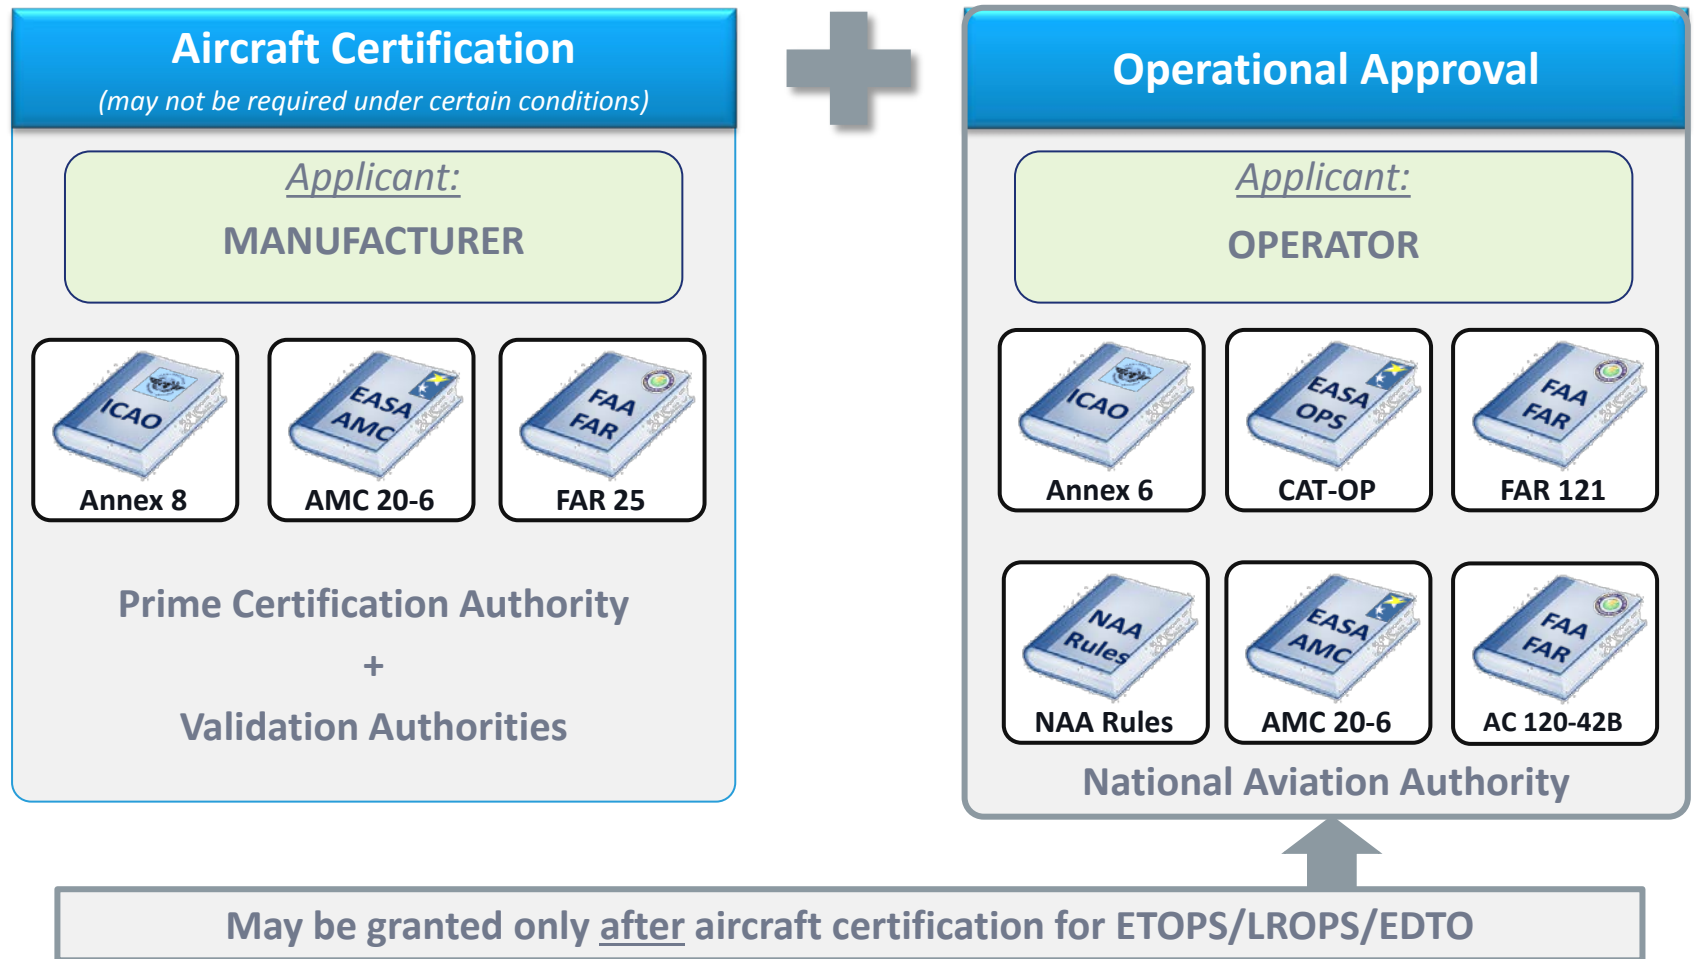 Aircraft Certification
(may not be required under certain conditions)
Applicant:
MANUFACTURER
ICAO
Annex 8
EASA
AMC
AMC 20-6
FAA
FAR
FAR 25
Prime Certification Authority
+
Validation Authorities
Operational Approval
Applicant:
OPERATOR
ICAO
Annex 6
EASA
OPS
CAT-OP
FAA
FAR
FAR 121
NAA
Rules
NAA Rules
EASA
AMC
AMC 20-6
FAA
FAR
AC 120-42B
National Aviation Authority
May be granted only after aircraft certification for ETOPS/LROPS/EDTO